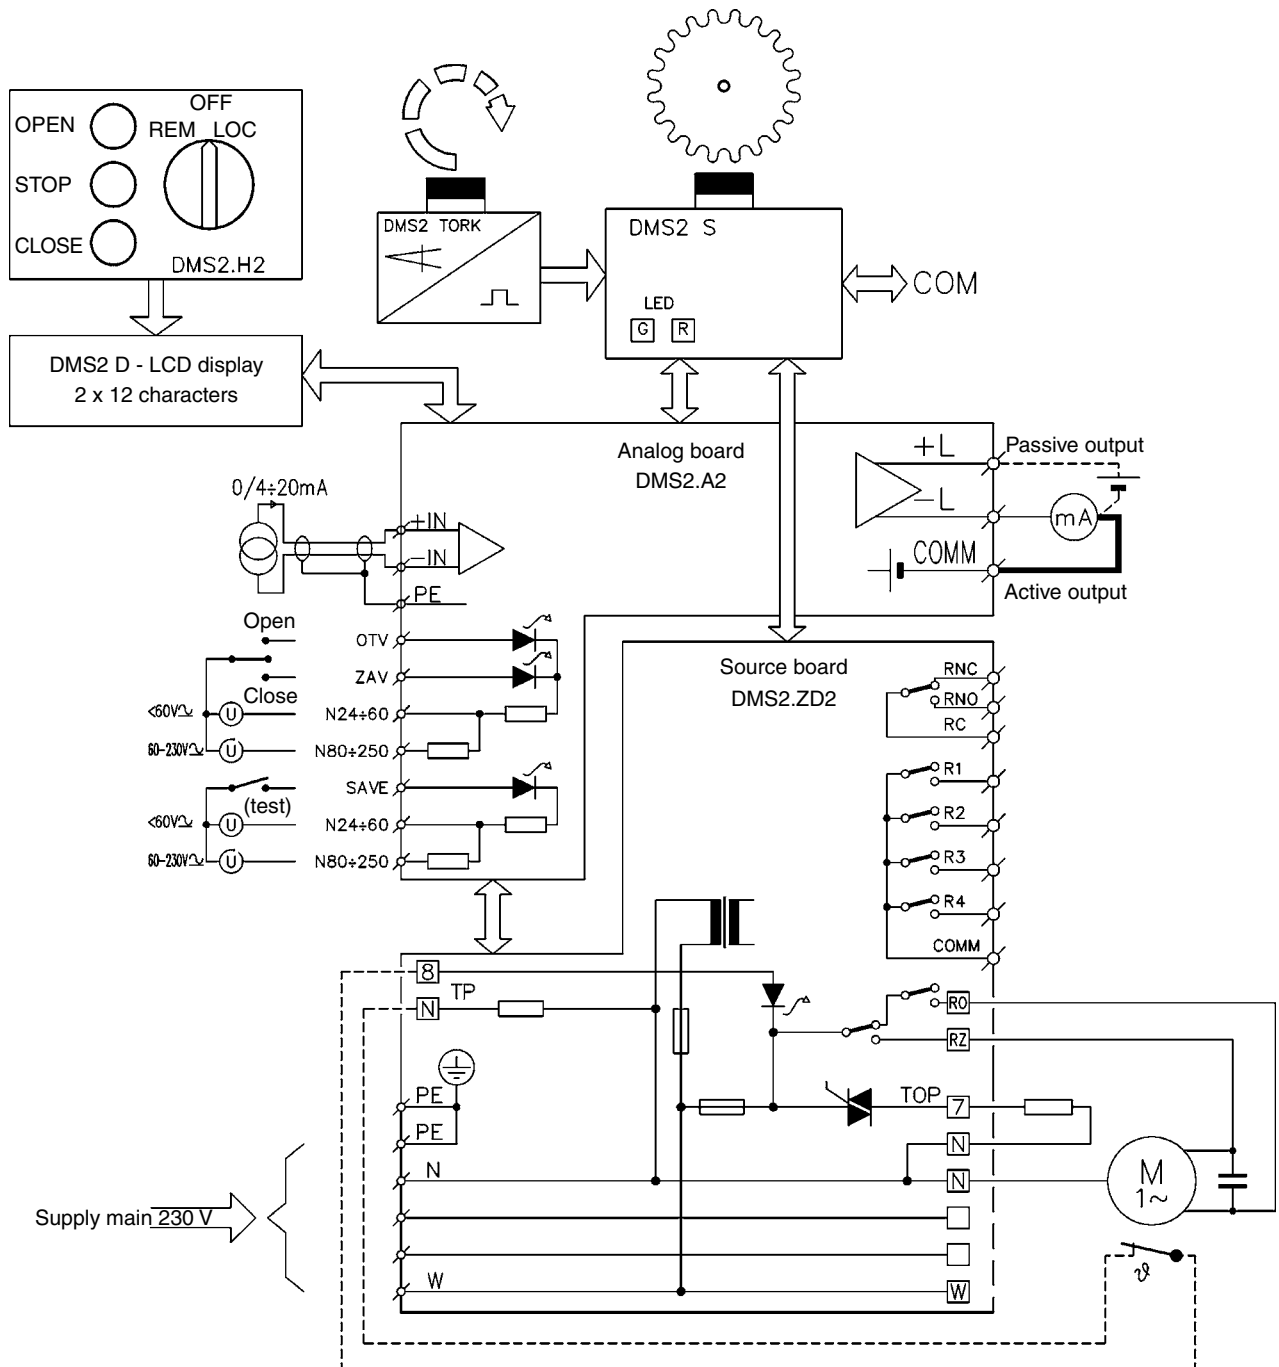 OFF
OPEN
REM LOC
STOP
CLOSE
DMS2.H2
DMS2 D - LCD display
2 x 12 characters
DMS2 TORK
DMS2 S
LED
G R
COM
Analog board
DMS2.A2
+L
Passive output
-L
mA
COMM
Active output
0/4÷20mA
+IN
-IN
PE
Open
OTV
ZAV
Close
<60V U N24÷60
60-230V U N80÷250
SAVE
(test)
<60V U N24÷60
60-230V U N80÷250
Source board
DMS2.ZD2
RNC
RNO
RC
R1
R2
R3
R4
COMM
8
N TP
RO
RZ
PE
TOP 7
PE
N
N N
M
1~
Supply main 230 V
ϑ
W W